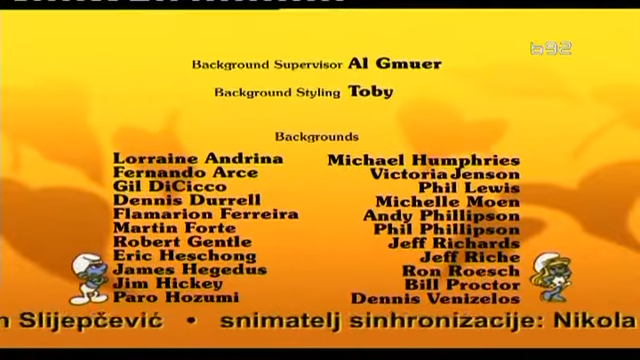 b92
Background Supervisor Al Gmuer
Background Styling Toby
Backgrounds
Lorraine Andrina
Fernando Arce
Gil DiCicco
Dennis Durrell
Flamarion Ferreira
Martin Forte
Robert Gentle
Eric Heschong
James Hegedus
Jim Hickey
Paro Hozumi
Michael Humphries
Victoria Jenson
Phil Lewis
Michelle Moen
Andy Phillipson
Phil Phillipson
Jeff Richards
Jeff Riche
Ron Roesch
Bill Proctor
Dennis Venizelos
Slijepčević • snimatelj sinhronizacije: Nikola